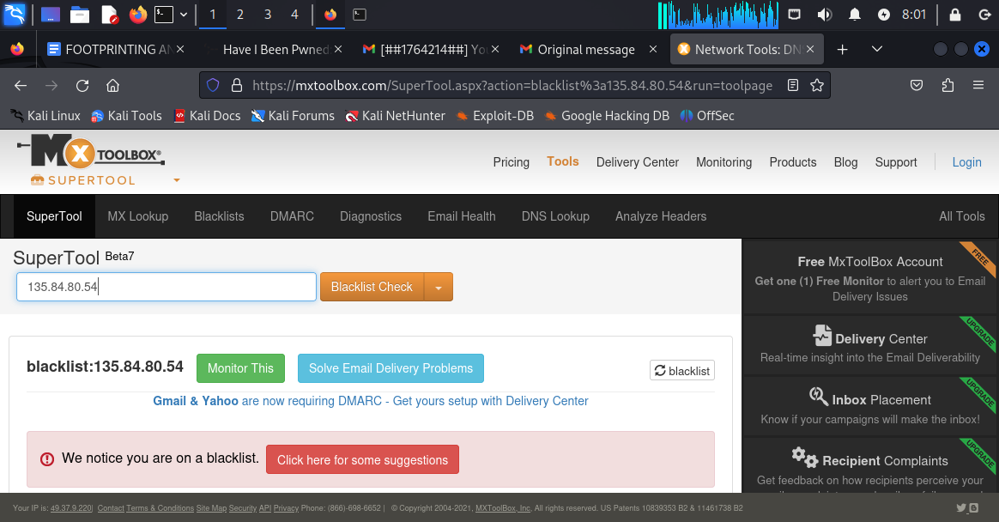 1 2 3 4 8:01
FOOTPRINTING AN Have I Been Pwned [##1764214##] You Original message Network Tools: DN
https://mxtoolbox.com/SuperTool.aspx?action=blacklist%3a135.84.80.54&run=toolpage
Kali Linux Kali Tools Kali Docs Kali Forums Kali NetHunter Exploit-DB Google Hacking DB OffSec
MX TOOLBOX®
SUPERTOOL
Pricing Tools Delivery Center Monitoring Products Blog Support Login
SuperTool MX Lookup Blacklists DMARC Diagnostics Email Health DNS Lookup Analyze Headers All Tools
SuperTool Beta7
135.84.80.54 Blacklist Check
blacklist:135.84.80.54 Monitor This Solve Email Delivery Problems blacklist
Gmail & Yahoo are now requiring DMARC - Get yours setup with Delivery Center
We notice you are on a blacklist. Click here for some suggestions
FREE
Free MxToolBox Account
Get one (1) Free Monitor to alert you to Email
Delivery Issues
UPGRADE
Delivery Center
Real-time insight into the Email Deliverability
UPGRADE
Inbox Placement
Know if your campaigns will make the inbox!
UPGRADE
Recipient Complaints
Get feedback on how recipients perceive your
Your IP is: 49.37.9.220| Contact Terms & Conditions Site Map Security API Privacy Phone: (866)-698-6652 | © Copyright 2004-2021, MXToolBox, Inc, All rights reserved. US Patents 10839353 B2 & 11461738 B2